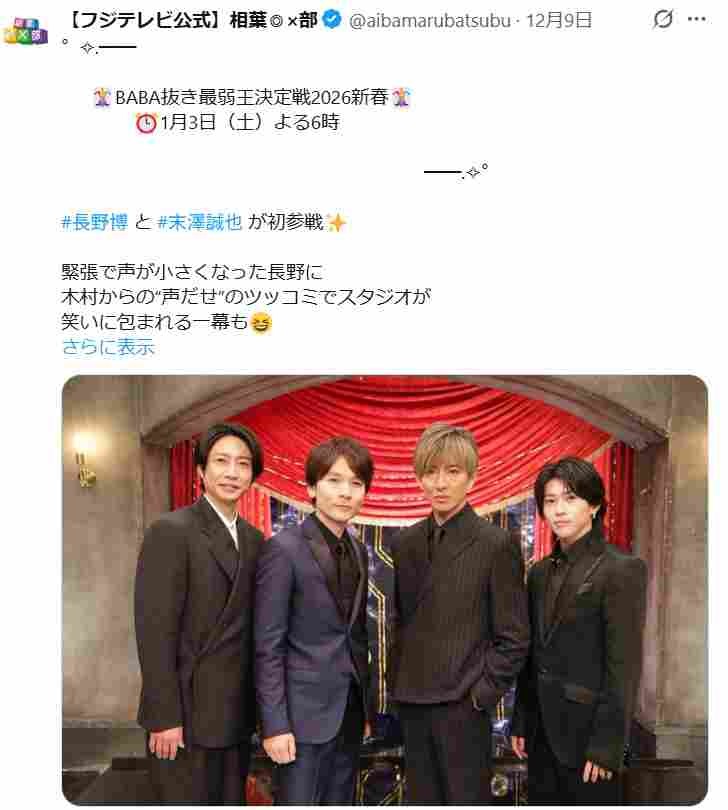 【フジテレビ公式】相葉◎×部 @aibamarubatsubu · 12月9日
゜ ✧.━━
🃏BABA抜き最弱王決定戦2026新春🃏
⏰1月3日（土）よる6時
━━.✧゜
#長野博 と #末澤誠也 が初参戦✨
緊張で声が小さくなった長野に
木村からの“声だせ”のツッコミでスタジオが
笑いに包まれる一幕も😆
さらに表示